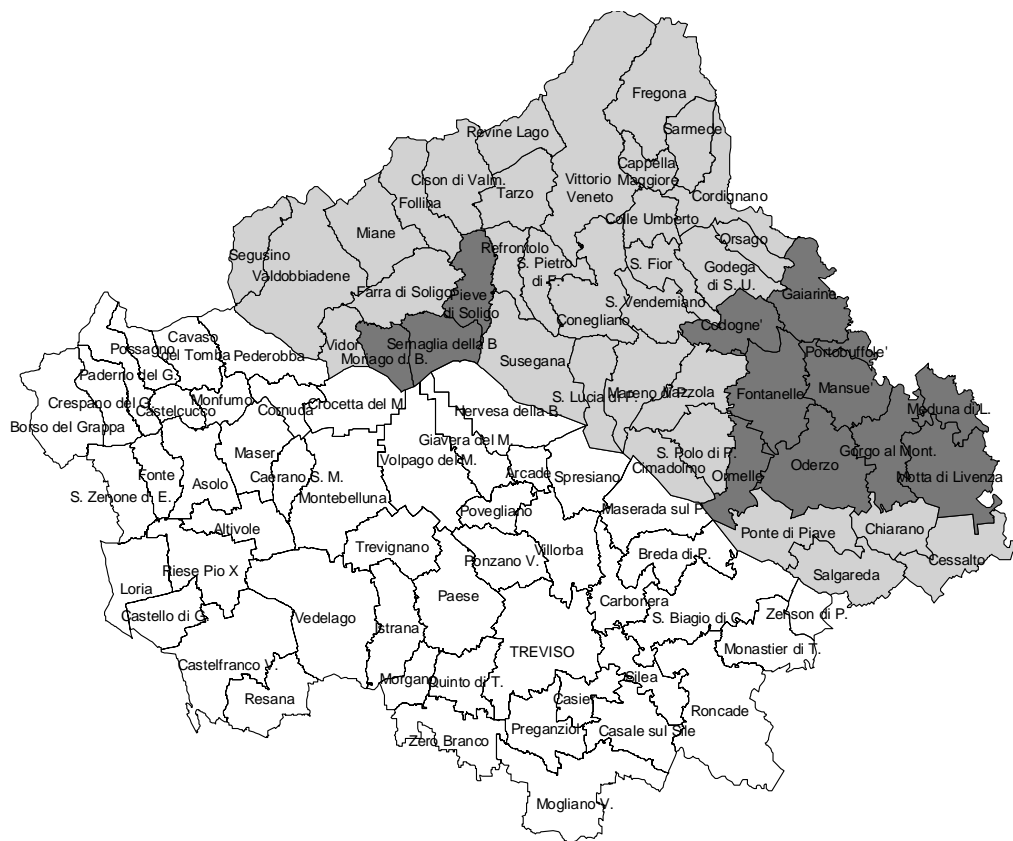 Fregona
Sarmede
Revine Lago
Cappella
Maggiore
Cison di Valm.
Vittorio
Veneto
Tarzo
Cordignano
Follina
Colle Umberto
Miane
Orsago
Refrontolo
Segusino
S. Pietro
di F.
S. Fior
Godega
di S. U.
Valdobbiadene
Farra di Soligo
Pieve
di Soligo
Gaiarine
S. Vendemiano
Conegliano
Codogne'
Cavaso
del Tomba
Possagno
Pederobba
Vidor
Moriago d. B.
Sernaglia della B
Susegana
Portobuffole'
Paderno del G.
Crespano del G.
Monfumo
Castelcucco
Cornuda
Crocetta del M.
Nervesa della B.
S. Lucia di P.
Mareno di P.
Vazzola
Fontanelle
Mansue'
Meduna di L.
Borso del Grappa
Giavera del M.
Maser
Asolo
Fonte
Caerano S. M.
Volpago del M.
Arcade
Spresiano
S. Polo di P.
Cimadolmo
Ormelle
Oderzo
Gorgo al Mont.
Motta di Livenza
S. Zenone d. E.
Montebelluna
Povegliano
Maserada sul P.
Altivole
Ponte di Piave
Chiarano
Trevignano
Ponzano V.
Villorba
Breda di P.
Cessalto
Riese Pio X
Loria
Salgareda
Paese
Carbonera
Castello di G.
Vedelago
Istrana
S. Biagio di C.
Zenson di P.
TREVISO
Monastier di T.
Castelfranco V.
Morgano
Quinto di T.
Silea
Resana
Casier
Roncade
Preganziol
Casale sul Sile
Zero Branco
Mogliano V.